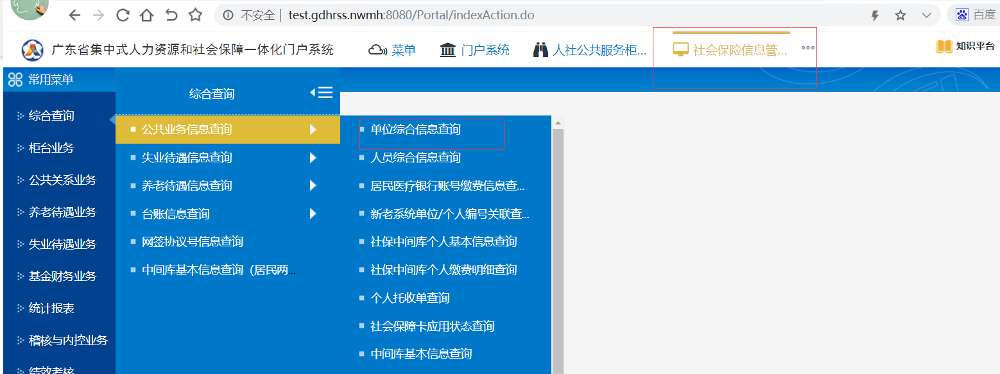 不安全 | test.gdhrss.nwmh:8080/Portal/indexAction.do 百度
广东省集中式人力资源和社会保障一体化门户系统 菜单 门户系统 人社公共服务柜... 社会保险信息管... 知识平台
常用菜单
综合查询
柜台业务
公共关系业务
养老待遇业务
失业待遇业务
基金财务业务
统计报表
稽核与内控业务
绩效考核
综合查询
公共业务信息查询
失业待遇信息查询
养老待遇信息查询
台账信息查询
网签协议号信息查询
中间库基本信息查询（居民两...
单位综合信息查询
人员综合信息查询
居民医疗银行账号缴费信息查...
新老系统单位/个人编号关联查...
社保中间库个人基本信息查询
社保中间库个人缴费明细查询
个人托收单查询
社会保障卡应用状态查询
中间库基本信息查询